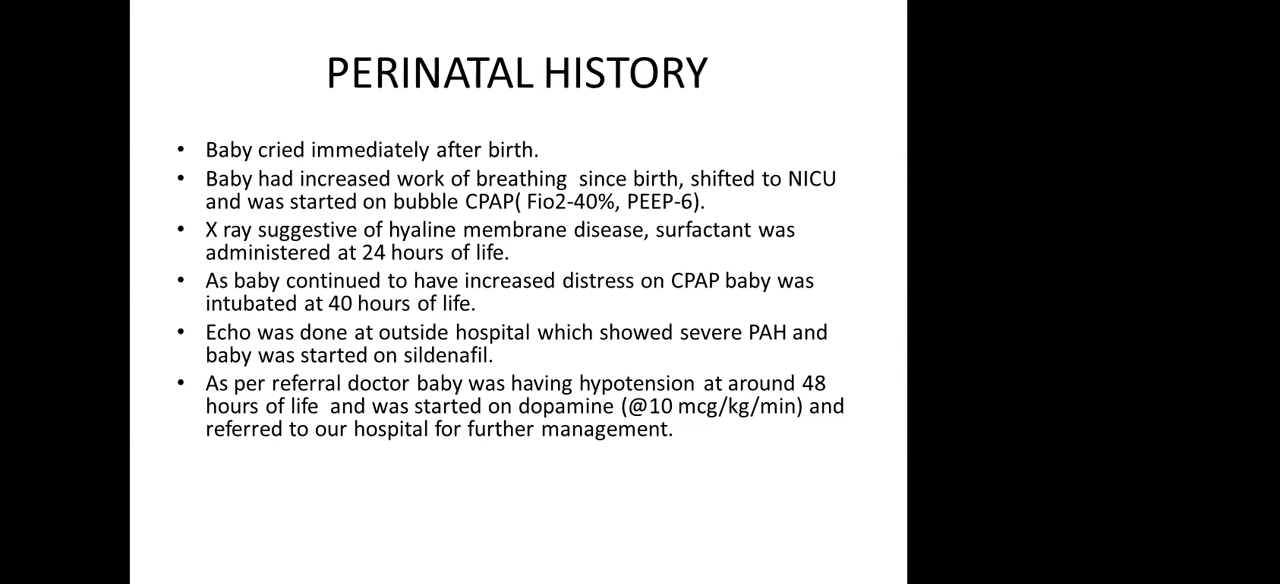 PERINATAL HISTORY
• Baby cried immediately after birth.
• Baby had increased work of breathing  since birth, shifted to NICU
and was started on bubble CPAP( Fio2-40%, PEEP-6).
• X ray suggestive of hyaline membrane disease, surfactant was
administered at 24 hours of life.
• As baby continued to have increased distress on CPAP baby was
intubated at 40 hours of life.
• Echo was done at outside hospital which showed severe PAH and
baby was started on sildenafil.
• As per referral doctor baby was having hypotension at around 48
hours of life  and was started on dopamine (@10 mcg/kg/min) and
referred to our hospital for further management.